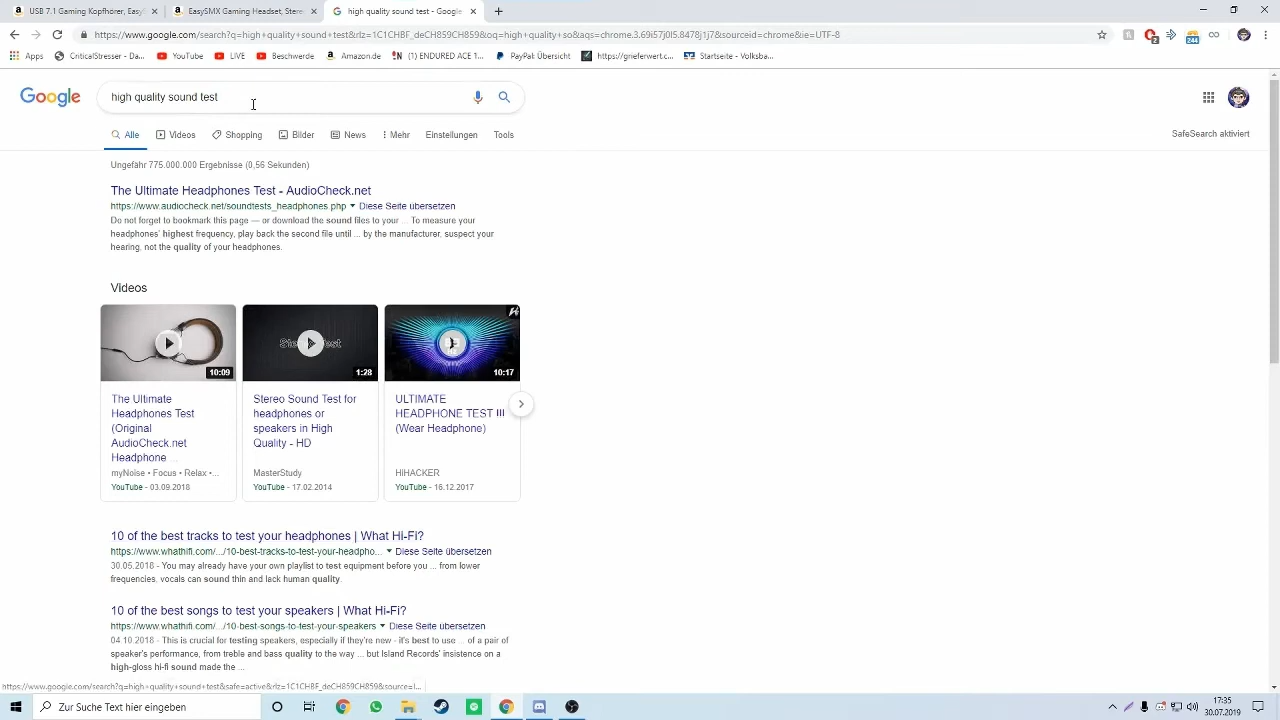 USB 7.1 Gaming Kopfhörer, Easy
EasySMX Gaming Headset, Stere
high quality sound test - Google
https://www.google.com/search?q=high+quality+sound+test&rlz=1C1CHBF_deCH859CH859&oq=high+quality+so&aqs=chrome.3.69i57j0l5.8478j1j7&sourceid=chrome&ie=UTF-8
Apps
CriticalStresser - Da...
YouTube
LIVE
Beschwerde
Amazon.de
(1) ENDURED ACE 1...
PayPak Übersicht
https://grieferwert.c...
Startseite - Volksba...
Google
high quality sound test
Alle
Videos
Shopping
Bilder
News
Mehr
Einstellungen
Tools
SafeSearch aktiviert
Ungefähr 775.000.000 Ergebnisse (0,56 Sekunden)
The Ultimate Headphones Test - AudioCheck.net
https://www.audiocheck.net/soundtests_headphones.php Diese Seite übersetzen
Do not forget to bookmark this page — or download the sound files to your ... To measure your
headphones' highest frequency, play back the second file until ... by the manufacturer, suspect your
hearing, not the quality of your headphones.
Videos
10:09
1:28
10:17
The Ultimate
Headphones Test
(Original
AudioCheck.net
Headphone ...
myNoise • Focus • Relax •...
YouTube - 03.09.2018
Stereo Sound Test for
headphones or
speakers in High
Quality - HD
MasterStudy
YouTube - 17.02.2014
ULTIMATE
HEADPHONE TEST !!!
(Wear Headphone)
HiHACKER
YouTube - 16.12.2017
10 of the best tracks to test your headphones | What Hi-Fi?
https://www.whathifi.com/.../10-best-tracks-to-test-your-headpho... Diese Seite übersetzen
30.05.2018 - You may already have your own playlist to test equipment before you ... from lower
frequencies, vocals can sound thin and lack human quality.
10 of the best songs to test your speakers | What Hi-Fi?
https://www.whathifi.com/.../10-best-songs-to-test-your-speakers Diese Seite übersetzen
04.10.2018 - This is crucial for testing speakers, especially if they're new - it's best to use ... of a pair of
speaker's performance, from treble and bass quality to the way ... but Island Records' insistence on a
high-gloss hi-fi sound made the ...
https://www.google.com/search?q=high+quality+sound+test&safe=active&rlz=1C1CHBF_deCH859CH859&source=l...
Zur Suche Text hier eingeben
17:35
30.07.2019